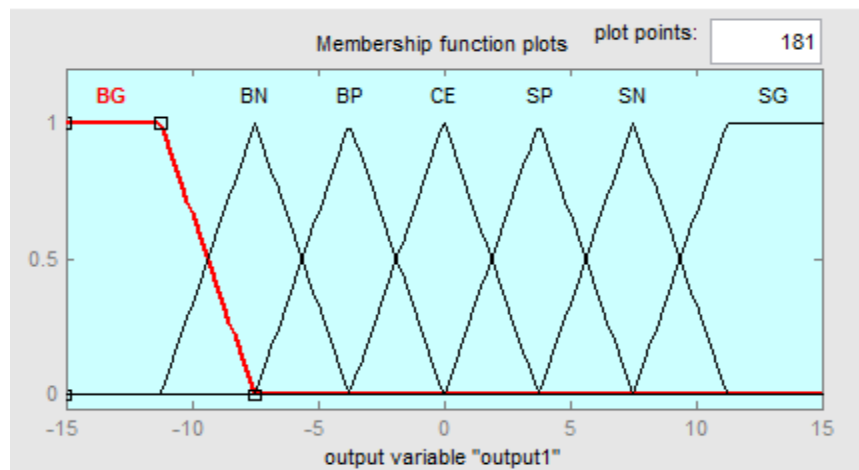 Membership function plots plot points: 181
BG BN BP CE SP SN SG
1
0.5
0
-15 -10 -5 0 5 10 15
output variable "output1"